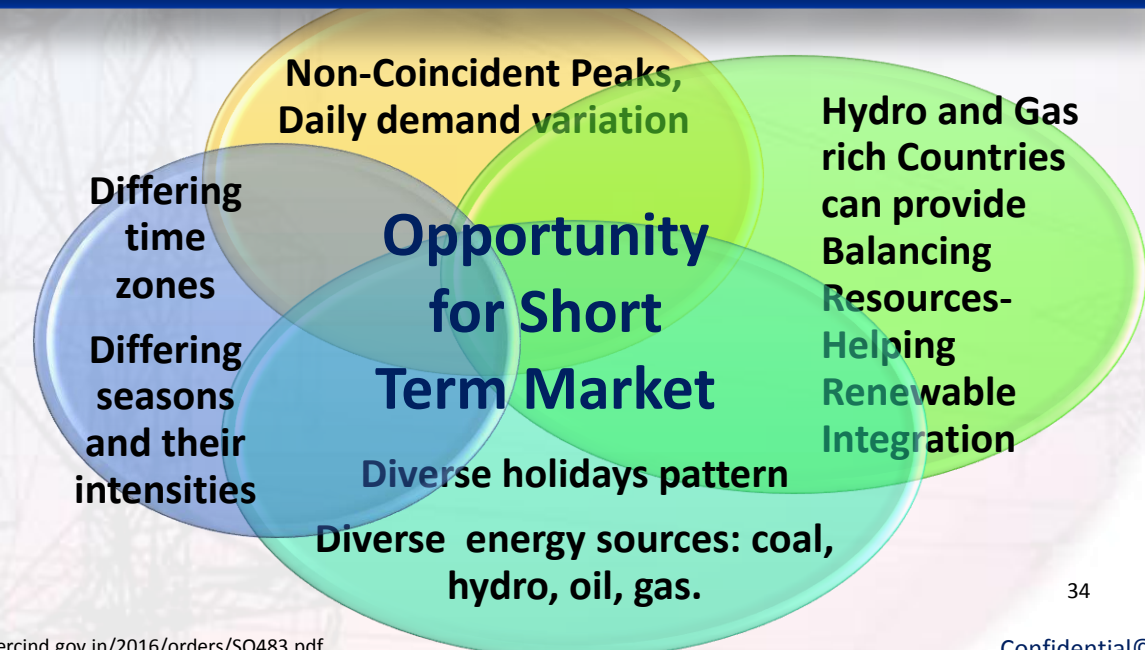 Non-Coincident Peaks,
Daily demand variation
Hydro and Gas
rich Countries
can provide
Balancing
Resources-
Helping
Renewable
Integration
Differing
time
zones
Differing
seasons
and their
intensities
Opportunity
for Short
Term Market
Diverse holidays pattern
Diverse energy sources: coal,
hydro, oil, gas.
34
ercind.gov.in/2016/orders/SO483.pdf
Confidential©